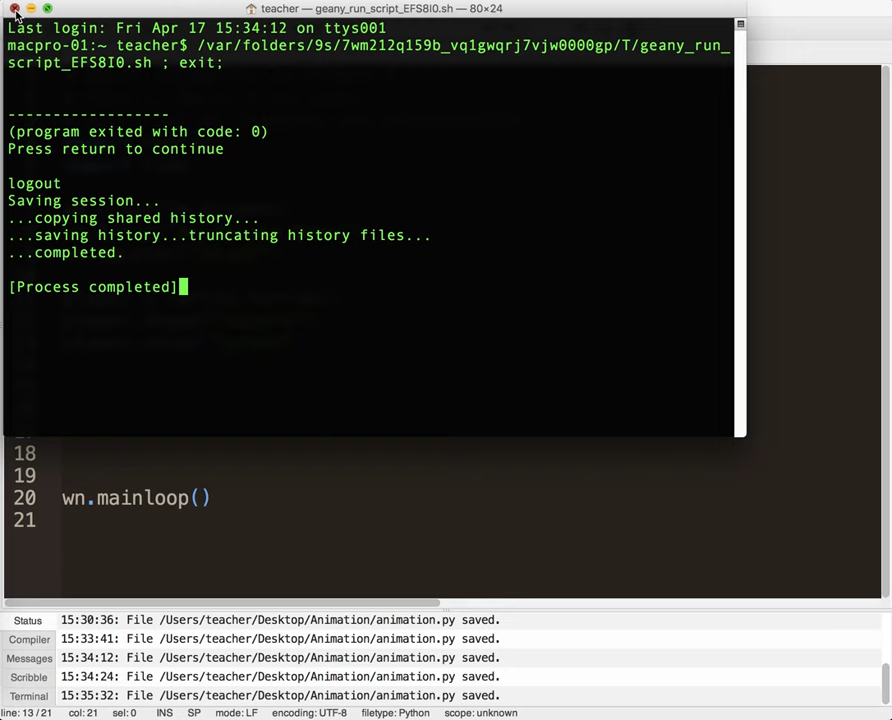 teacher — geany_run_script_EFS8I0.sh — 80×24
Last login: Fri Apr 17 15:34:12 on ttys001
macpro-01:~ teacher$ /var/folders/9s/7wm212q159b_vq1gwqrj7vjw0000gp/T/geany_run_
script_EFS8I0.sh ; exit;
------------------
(program exited with code: 0)
Press return to continue
logout
Saving session...
...copying shared history...
...saving history...truncating history files...
...completed.
[Process completed]
18
19
20 wn.mainloop()
21
Status 15:30:36: File /Users/teacher/Desktop/Animation/animation.py saved.
Compiler 15:33:41: File /Users/teacher/Desktop/Animation/animation.py saved.
Messages 15:34:12: File /Users/teacher/Desktop/Animation/animation.py saved.
Scribble 15:34:24: File /Users/teacher/Desktop/Animation/animation.py saved.
Terminal 15:35:32: File /Users/teacher/Desktop/Animation/animation.py saved.
line: 13 / 21 col: 21 sel: 0 INS SP mode: LF encoding: UTF-8 filetype: Python scope: unknown